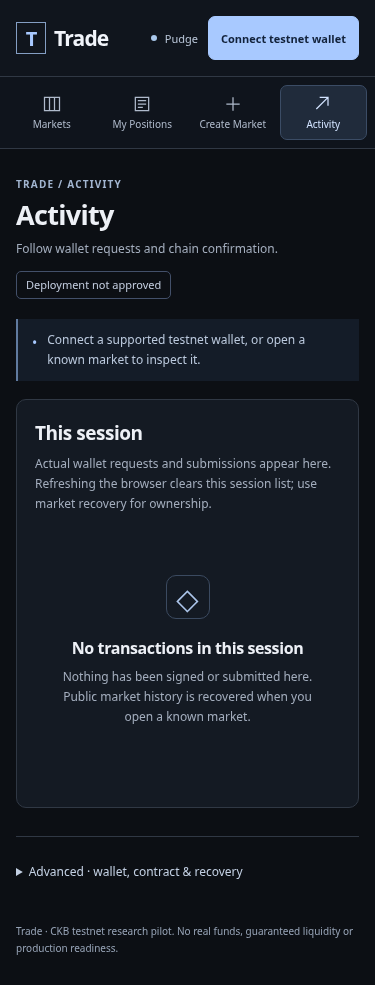 T Trade
Pudge
Connect testnet wallet
Markets
My Positions
Create Market
Activity
TRADE / ACTIVITY
Activity
Follow wallet requests and chain confirmation.
Deployment not approved
• Connect a supported testnet wallet, or open a
known market to inspect it.
This session
Actual wallet requests and submissions appear here.
Refreshing the browser clears this session list; use
market recovery for ownership.
No transactions in this session
Nothing has been signed or submitted here.
Public market history is recovered when you
open a known market.
Advanced · wallet, contract & recovery
Trade · CKB testnet research pilot. No real funds, guaranteed liquidity or
production readiness.